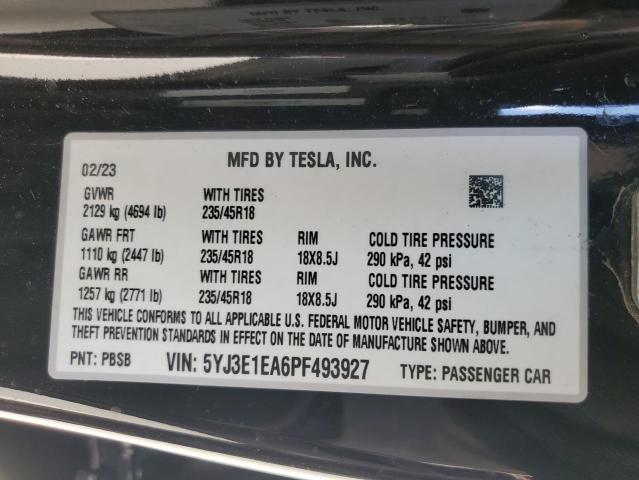 MFD BY TESLA, INC.
02/23
GVWR WITH TIRES
2129 kg (4694 lb) 235/45R18
GAWR FRT WITH TIRES RIM COLD TIRE PRESSURE
1110 kg (2447 lb) 235/45R18 18X8.5J 290 kPa, 42 psi
GAWR RR WITH TIRES RIM COLD TIRE PRESSURE
1257 kg (2771 lb) 235/45R18 18X8.5J 290 kPa, 42 psi
THIS VEHICLE CONFORMS TO ALL APPLICABLE U.S. FEDERAL MOTOR VEHICLE SAFETY, BUMPER, AND
THEFT PREVENTION STANDARDS IN EFFECT ON THE DATE OF MANUFACTURE SHOWN ABOVE.
PNT: PBSB VIN: 5YJ3E1EA6PF493927 TYPE: PASSENGER CAR